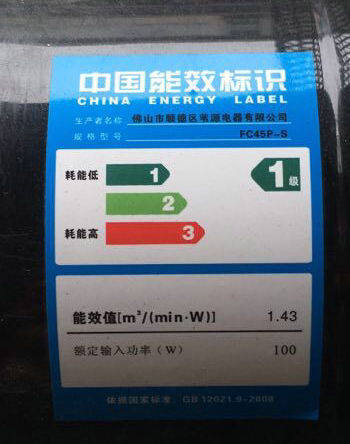 中国能效标识
CHINA ENERGY LABEL
生产者名称 佛山市顺德区岚源电器有限公司
规格型号 FC45P-S
耗能低 1 1级
2
耗能高 3
能效值[m³/(min·W)] 1.43
额定输入功率(W) 100
依据国家标准:GB 12021.9-2008